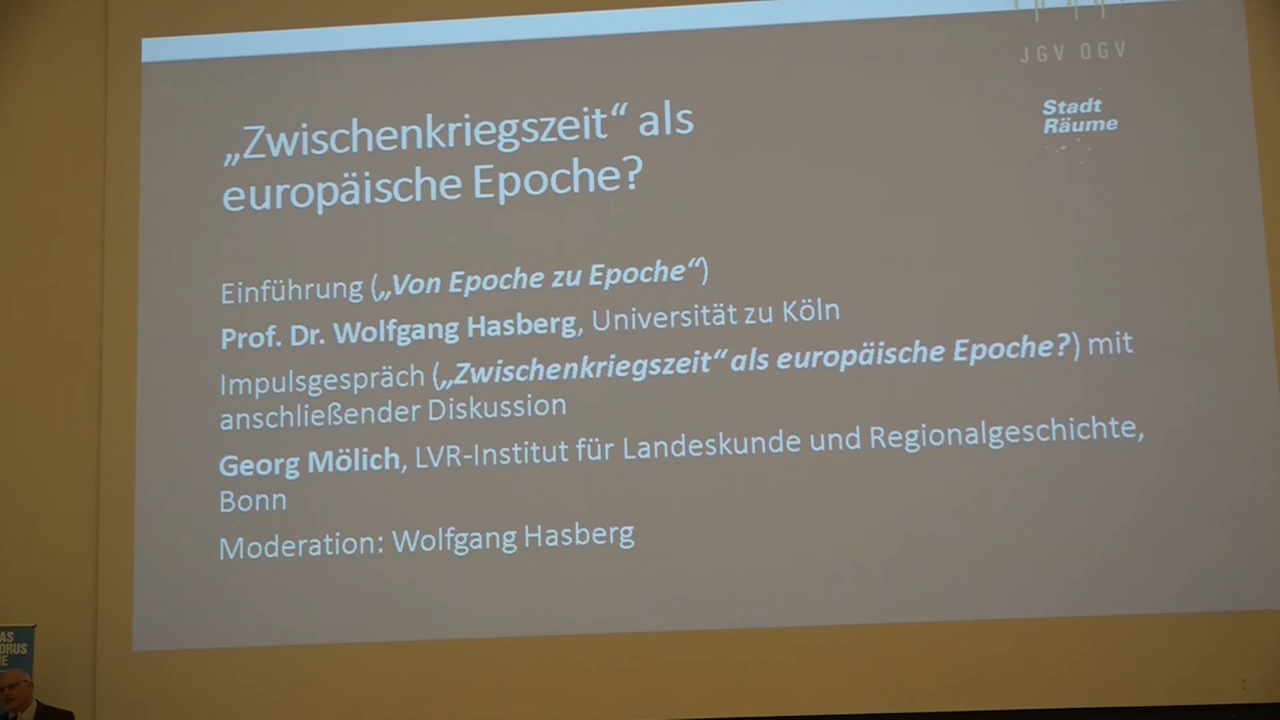 JGV OGV
Stadt
Räume
„Zwischenkriegszeit“ als
europäische Epoche?
Einführung („Von Epoche zu Epoche“)
Prof. Dr. Wolfgang Hasberg, Universität zu Köln
Impulsgespräch („Zwischenkriegszeit“ als europäische Epoche?) mit
anschließender Diskussion
Georg Mölich, LVR-Institut für Landeskunde und Regionalgeschichte,
Bonn
Moderation: Wolfgang Hasberg